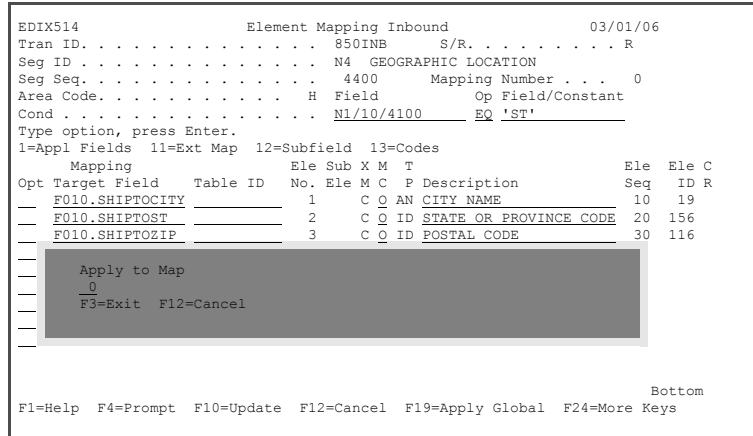 EDIX514 Element Mapping Inbound 03/01/06
Tran ID. . . . . . . . . . . . . . . 850INB S/R. . . . . . . . . R
Seg ID . . . . . . . . . . . . . . . N4 GEOGRAPHIC LOCATION
Seg Seq. . . . . . . . . . . . . . . 4400 Mapping Number . . . 0
Area Code. . . . . . . . . . . . H Field Op Field/Constant
Cond . . . . . . . . . . . . . . . . N1/10/4100 EQ 'ST'
Type option, press Enter.
1=Appl Fields 11=Ext Map 12=Subfield 13=Codes
Mapping Ele Sub X M T Ele Ele C
Opt Target Field Table ID No. Ele M C P Description Seq ID R
F010.SHIPTOCITY 1 C O AN CITY NAME 10 19
F010.SHIPTOST 2 C O ID STATE OR PROVINCE CODE 20 156
F010.SHIPTOZIP 3 C O ID POSTAL CODE 30 116
Apply to Map
0
F3=Exit F12=Cancel
Bottom
F1=Help F4=Prompt F10=Update F12=Cancel F19=Apply Global F24=More Keys